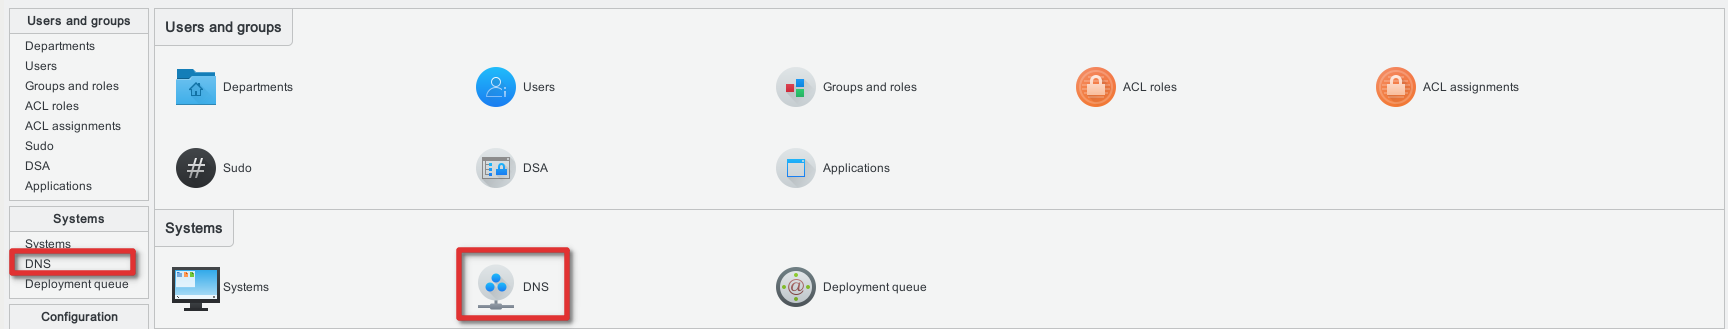 Users and groups
Departments
Users
Groups and roles
ACL roles
ACL assignments
Sudo
DSA
Applications
Systems
Systems
DNS
Deployment queue
Configuration
Users and groups
Departments
Users
Groups and roles
ACL roles
ACL assignments
#
Sudo
DSA
Applications
Systems
Systems
DNS
@
Deployment queue